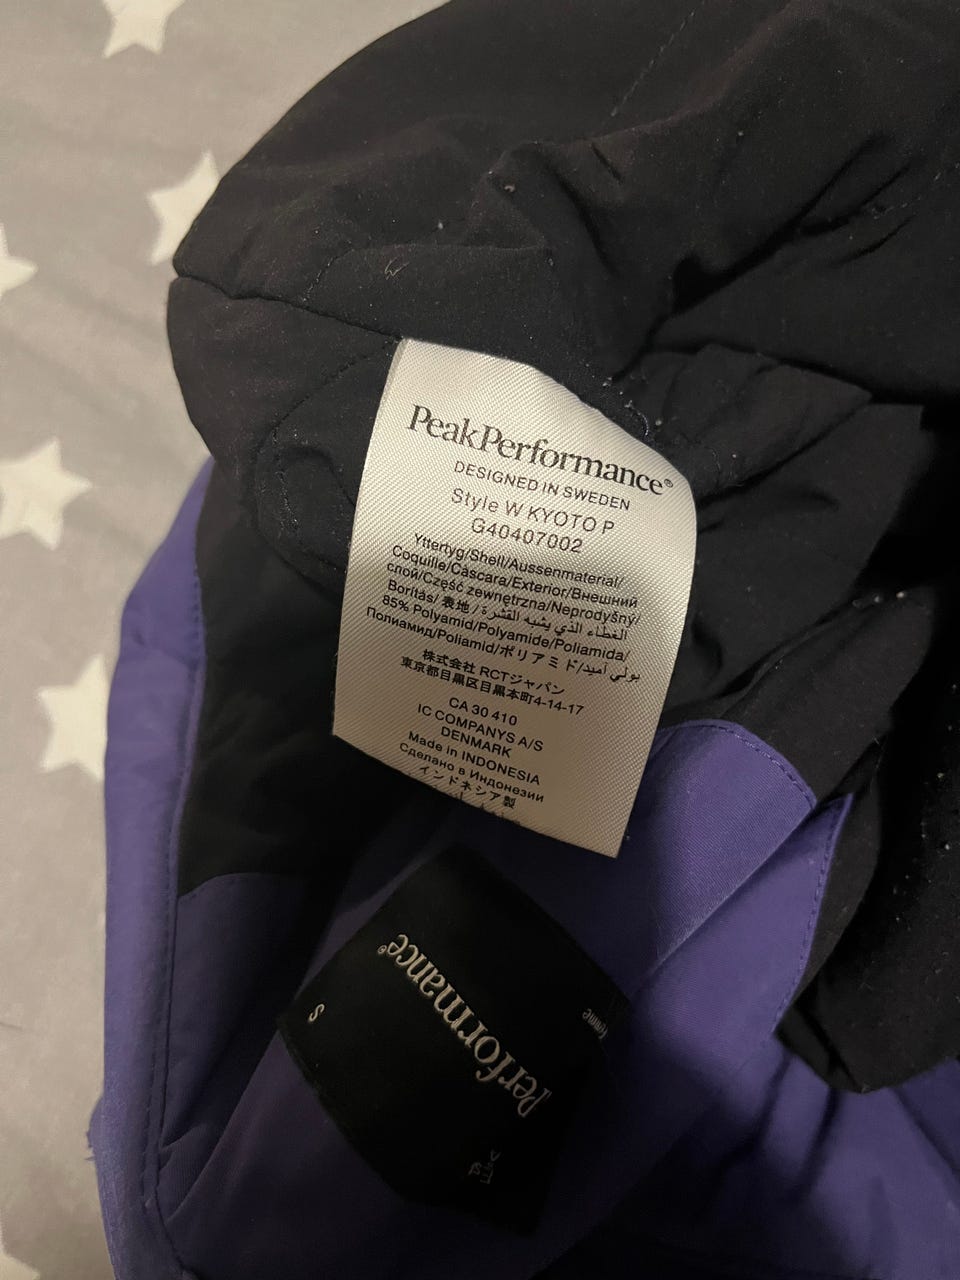 PeakPerformance®
DESIGNED IN SWEDEN
Style W KYOTO P
G40407002
Yttertyg/Shell/Aussenmaterial/
Coquille/Cáscara/Exterior/Внешний
слой/Część zewnętrzna/Neprodyšný/
Borítás/表地/الغطاء الذي يشبه القشرة
85% Polyamid/Polyamide/Poliamida/
Полиамид/Poliamid/ポリアミド/بولي أميد
株式会社 RCTジャパン
東京都目黒区目黒本町4-14-17
CA 30 410
IC COMPANYS A/S
DENMARK
Made in INDONESIA
Сделано в Индонезии
インドネシア製
Performance®
S